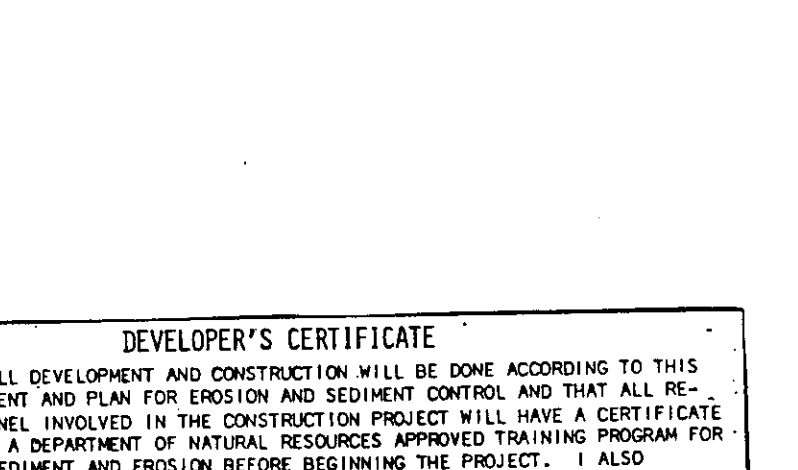 DEVELOPER'S CERTIFICATE
LL DEVELOPMENT AND CONSTRUCTION WILL BE DONE ACCORDING TO THIS
ENT AND PLAN FOR EROSION AND SEDIMENT CONTROL AND THAT ALL RE-
NEL INVOLVED IN THE CONSTRUCTION PROJECT WILL HAVE A CERTIFICATE
A DEPARTMENT OF NATURAL RESOURCES APPROVED TRAINING PROGRAM FOR
EDIMENT AND EROSION BEFORE BEGINNING THE PROJECT. I ALSO